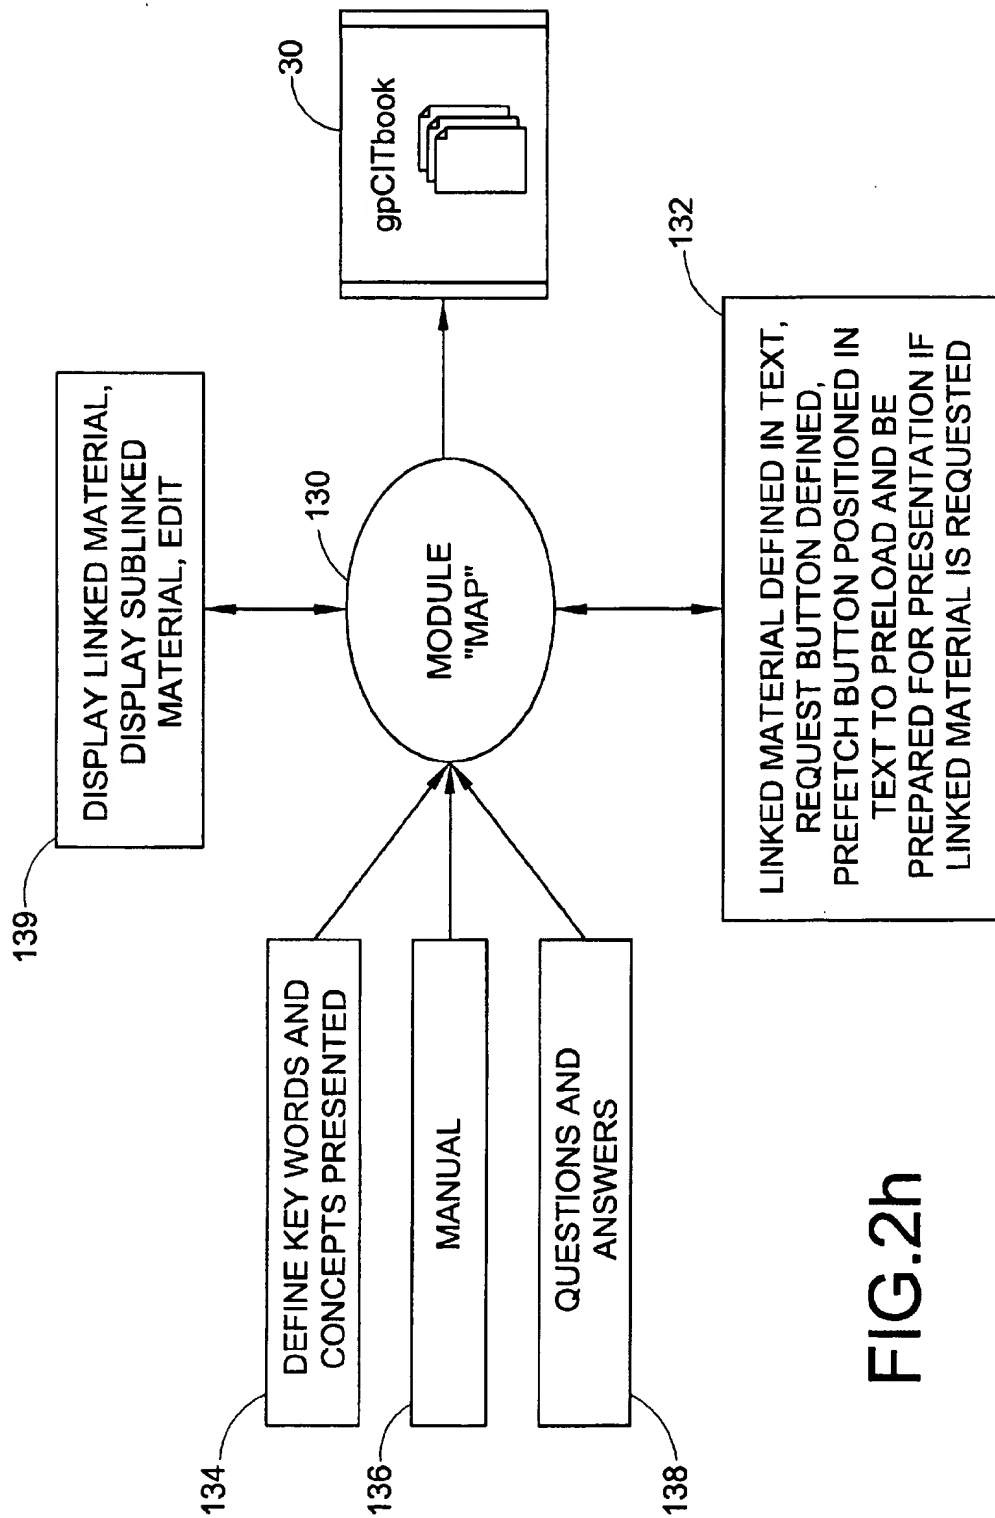 139
DISPLAY LINKED MATERIAL,
DISPLAY SUBLINKED
MATERIAL, EDIT
134
DEFINE KEY WORDS AND
CONCEPTS PRESENTED
136
MANUAL
138
QUESTIONS AND
ANSWERS
130
MODULE
"MAP"
30
gpCITbook
132
LINKED MATERIAL DEFINED IN TEXT,
REQUEST BUTTON DEFINED,
PREFETCH BUTTON POSITIONED IN
TEXT TO PRELOAD AND BE
PREPARED FOR PRESENTATION IF
LINKED MATERIAL IS REQUESTED
FIG.2h